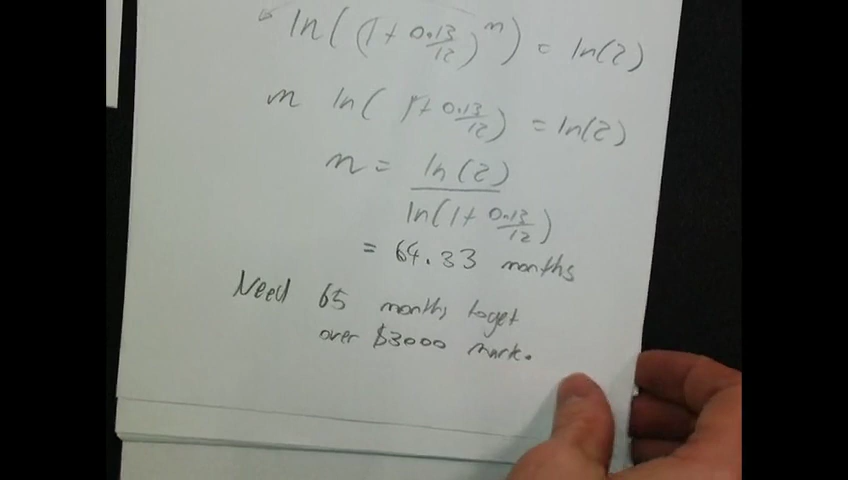 ln((1+0.13/12)^n) = ln(2)
n ln(1+0.13/12) = ln(2)
n = ln(2)/ln(1+0.13/12)
= 64.33 months
Need 65 months to get
over $3000 mark.